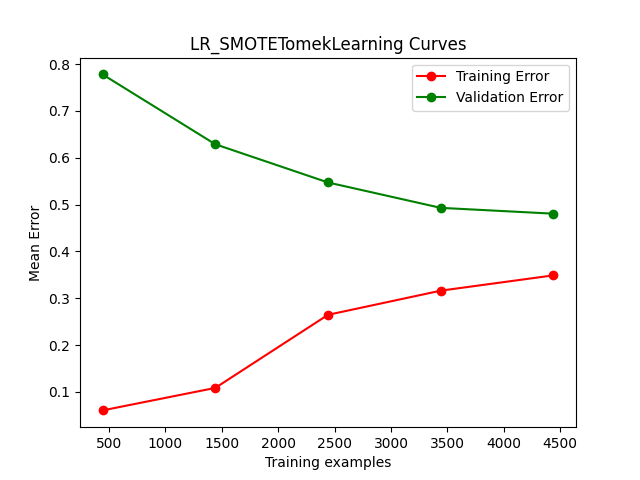 LR_SMOTETomekLearning Curves
Training Error
Validation Error
Mean Error
0.8
0.7
0.6
0.5
0.4
0.3
0.2
0.1
500 1000 1500 2000 2500 3000 3500 4000 4500
Training examples